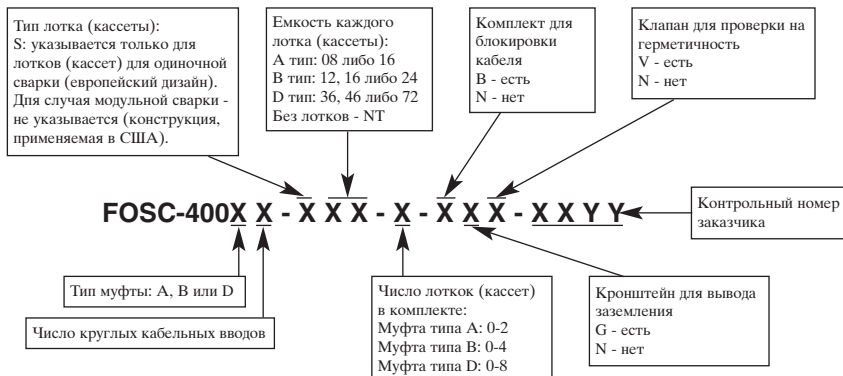 Тип лотка (кассеты):
S: указывается только для
лотков (кассет) для одиночной
сварки (европейский дизайн).
Для случая модульной сварки -
не указывается (конструкция,
применяемая в США).
Емкость каждого
лотка (кассеты):
А тип: 08 либо 16
В тип: 12, 16 либо 24
D тип: 36, 46 либо 72
Без лотков - NT
Комплект для
блокировки
кабеля
В - есть
N - нет
Клапан для проверки на
герметичность
V - есть
N - нет
FOSC-400X X - X X X - X - X X X - X X Y Y
Контрольный номер
заказчика
Тип муфты: А, В или D
Число круглых кабельных вводов
Число лоткок (кассет)
в комплекте:
Муфта типа А: 0-2
Муфта типа В: 0-4
Муфта типа D: 0-8
Кронштейн для вывода
заземления
G - есть
N - нет